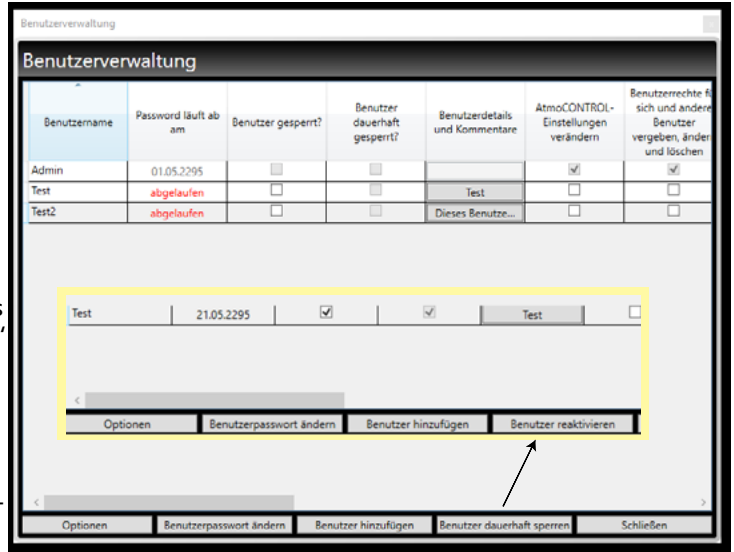 Benutzerverwaltung
Benutzerverwaltung
Benutzername
Password läuft ab
am
Benutzer gesperrt?
Benutzer
dauerhaft
gesperrt?
Benutzerdetails
und Kommentare
AtmoCONTROL-
Einstellungen
verändern
Benutzerrechte fü
sich und andere
Benutzer
vergeben, änder
und löschen
Admin 01.05.2295
Test abgelaufen Test
Test2 abgelaufen Dieses Benutze...
Test 21.05.2295 Test
Optionen Benutzerpasswort ändern Benutzer hinzufügen Benutzer reaktivieren
Optionen Benutzerpasswort ändern Benutzer hinzufügen Benutzer dauerhaft sperren Schließen